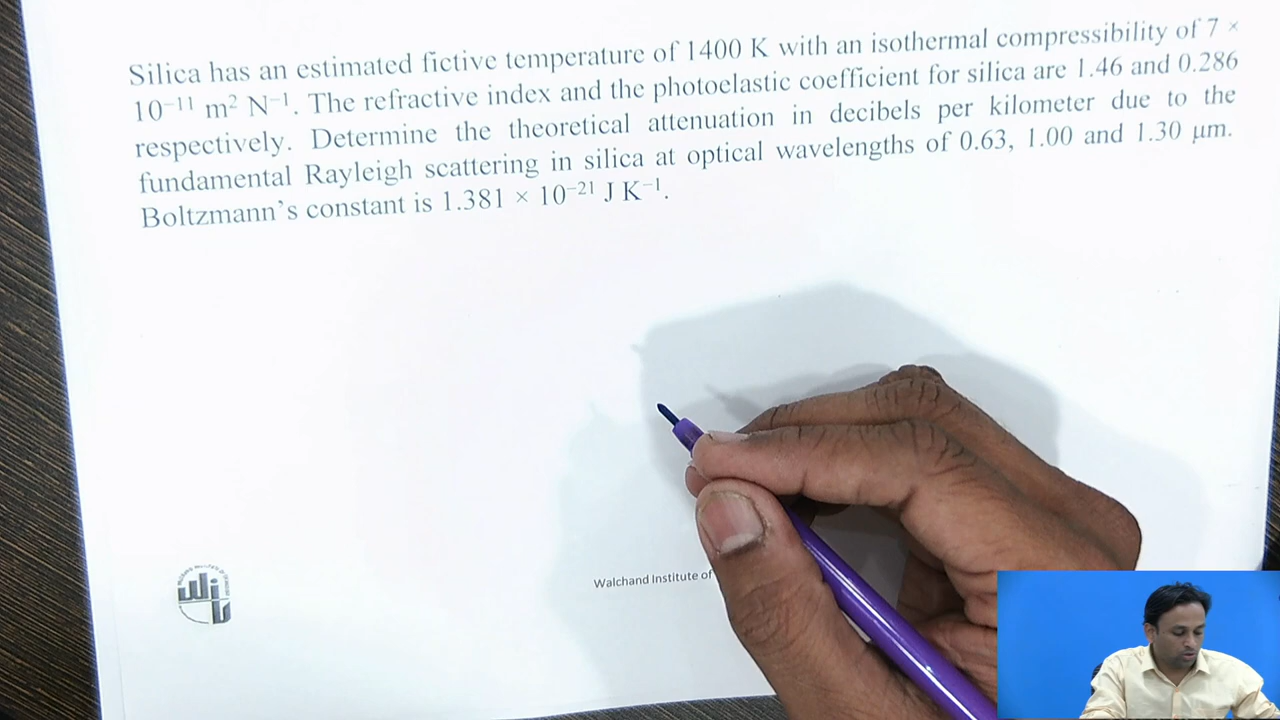 Silica has an estimated fictive temperature of 1400 K with an isothermal compressibility of 7 ×
10⁻¹¹ m² N⁻¹. The refractive index and the photoelastic coefficient for silica are 1.46 and 0.286
respectively. Determine the theoretical attenuation in decibels per kilometer due to the
fundamental Rayleigh scattering in silica at optical wavelengths of 0.63, 1.00 and 1.30 μm.
Boltzmann's constant is 1.381 × 10⁻²¹ J K⁻¹.
Walchand Institute of